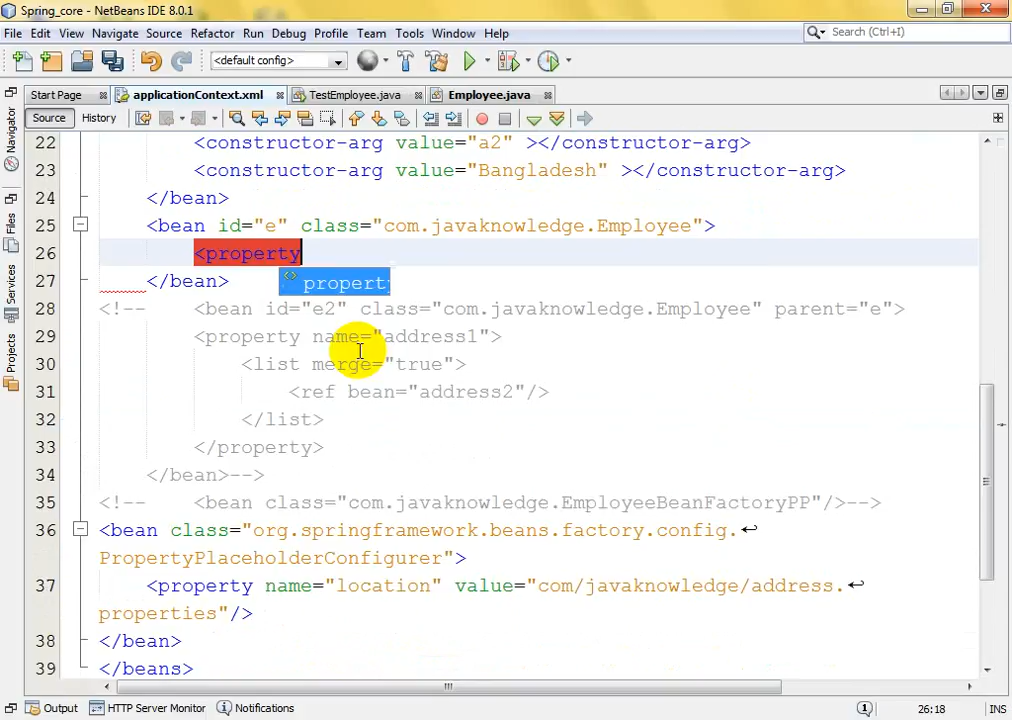 Spring_core - NetBeans IDE 8.0.1
File Edit View Navigate Source Refactor Run Debug Profile Team Tools Window Help
Search (Ctrl+I)
<default config>
Start Page applicationContext.xml TestEmployee.java Employee.java
Source History
Navigator
Files
Services
Projects
22 <constructor-arg value="a2" ></constructor-arg>
23 <constructor-arg value="Bangladesh" ></constructor-arg>
24 </bean>
25 <bean id="e" class="com.javaknowledge.Employee">
26 <property
27 </bean> property
28 <!-- <bean id="e2" class="com.javaknowledge.Employee" parent="e">
29 <property name="address1">
30 <list merge="true">
31 <ref bean="address2"/>
32 </list>
33 </property>
34 </bean>-->
35 <!-- <bean class="com.javaknowledge.EmployeeBeanFactoryPP"/>-->
36 <bean class="org.springframework.beans.factory.config.
PropertyPlaceholderConfigurer">
37 <property name="location" value="com/javaknowledge/address.
properties"/>
38 </bean>
39 </beans>
Output HTTP Server Monitor Notifications 26:18 INS